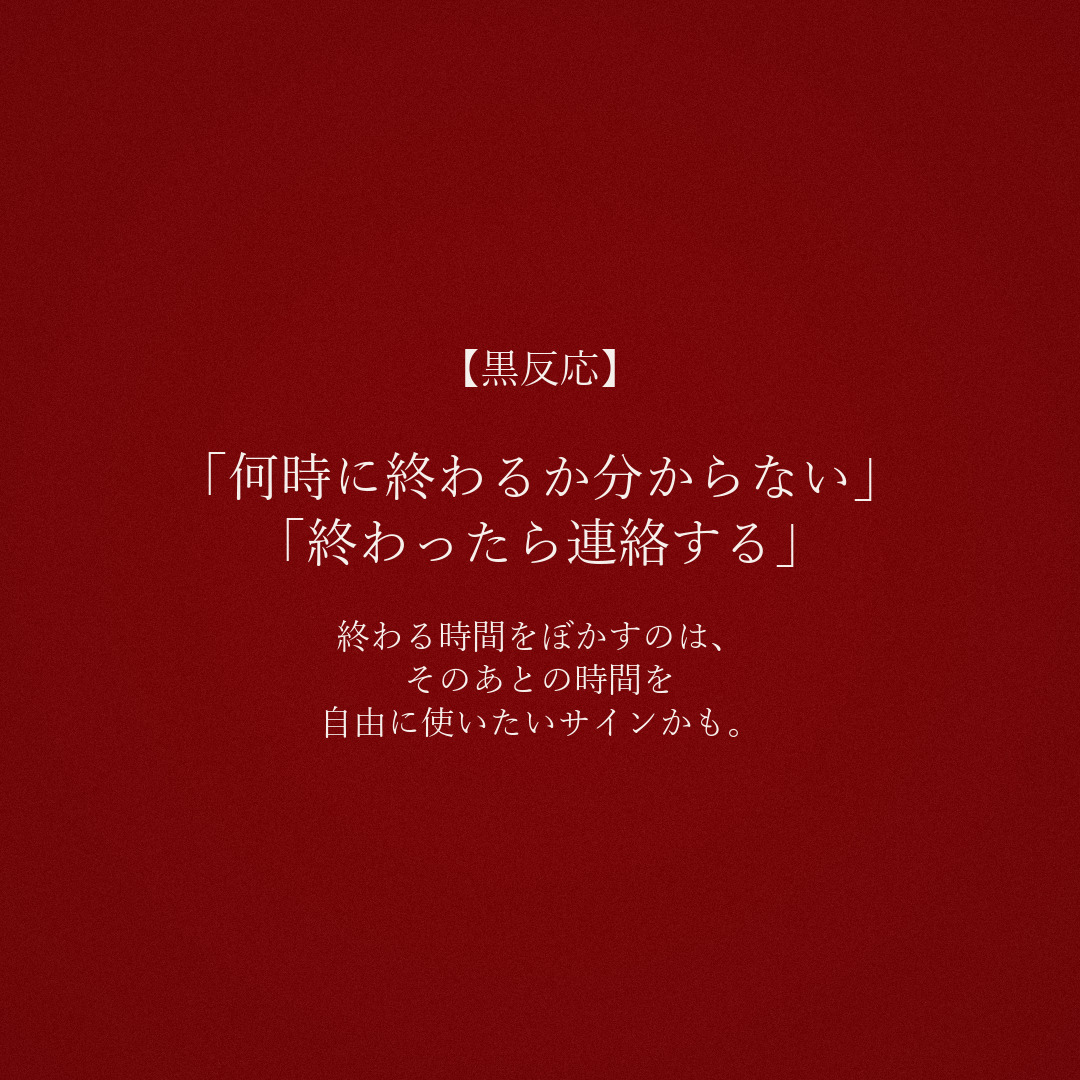 【黒反応】
「何時に終わるか分からない」
「終わったら連絡する」
終わる時間をぼかすのは、
そのあとの時間を
自由に使いたいサインかも。